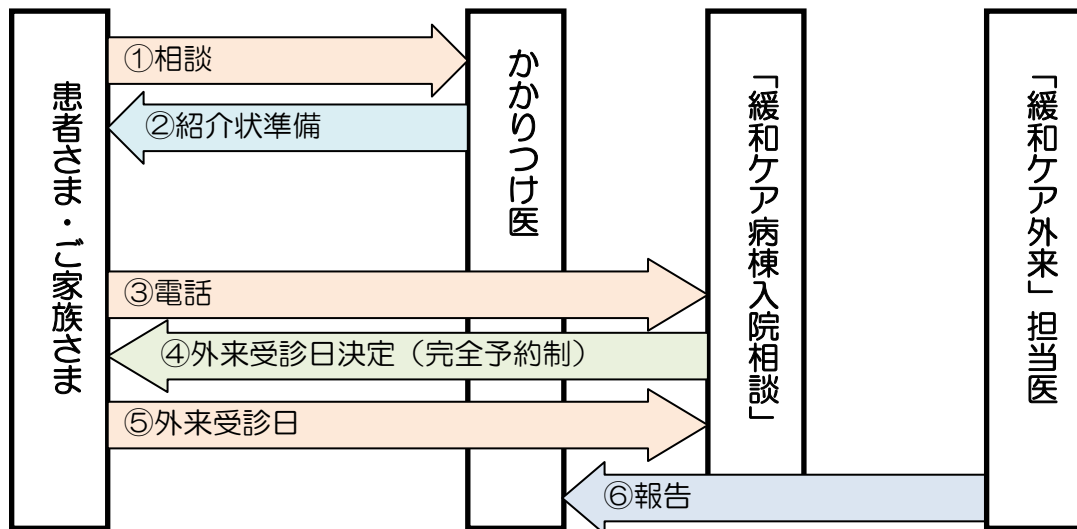 患者さま・ご家族さま
かかりつけ医
「緩和ケア病棟入院相談」
「緩和ケア外来」担当医
①相談
②紹介状準備
③電話
④外来受診日決定（完全予約制）
⑤外来受診日
⑥報告